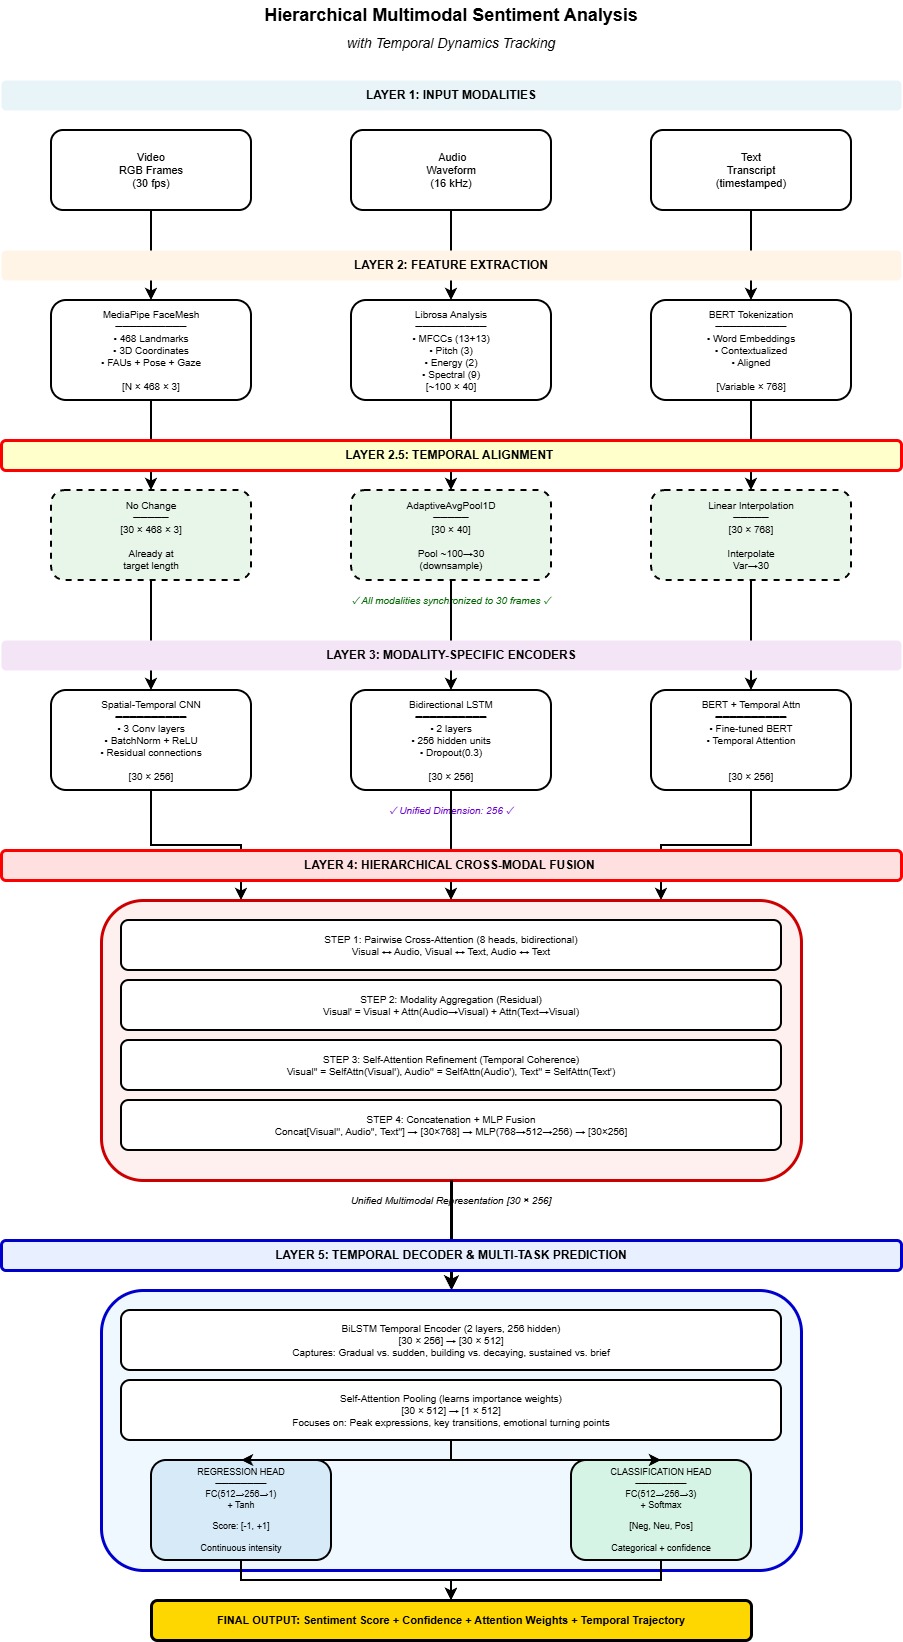 Hierarchical Multimodal Sentiment Analysis
with Temporal Dynamics Tracking
LAYER 1: INPUT MODALITIES
Video
RGB Frames
(30 fps)
Audio
Waveform
(16 kHz)
Text
Transcript
(timestamped)
LAYER 2: FEATURE EXTRACTION
MediaPipe FaceMesh
• 468 Landmarks
• 3D Coordinates
• FAUs + Pose + Gaze
[N × 468 × 3]
Librosa Analysis
• MFCCs (13+13)
• Pitch (3)
• Energy (2)
• Spectral (9)
[~100 × 40]
BERT Tokenization
• Word Embeddings
• Contextualized
• Aligned
[Variable × 768]
LAYER 2.5: TEMPORAL ALIGNMENT
No Change
[30 × 468 × 3]
Already at
target length
AdaptiveAvgPool1D
[30 × 40]
Pool ~100→30
(downsample)
Linear Interpolation
[30 × 768]
Interpolate
Var→30
✓ All modalities synchronized to 30 frames ✓
LAYER 3: MODALITY-SPECIFIC ENCODERS
Spatial-Temporal CNN
• 3 Conv layers
• BatchNorm + ReLU
• Residual connections
[30 × 256]
Bidirectional LSTM
• 2 layers
• 256 hidden units
• Dropout(0.3)
[30 × 256]
BERT + Temporal Attn
• Fine-tuned BERT
• Temporal Attention
[30 × 256]
✓ Unified Dimension: 256 ✓
LAYER 4: HIERARCHICAL CROSS-MODAL FUSION
STEP 1: Pairwise Cross-Attention (8 heads, bidirectional)
Visual ↔ Audio, Visual ↔ Text, Audio ↔ Text
STEP 2: Modality Aggregation (Residual)
Visual' = Visual + Attn(Audio→Visual) + Attn(Text→Visual)
STEP 3: Self-Attention Refinement (Temporal Coherence)
Visual'' = SelfAttn(Visual'), Audio'' = SelfAttn(Audio'), Text'' = SelfAttn(Text')
STEP 4: Concatenation + MLP Fusion
Concat[Visual'', Audio'', Text''] → [30×768] → MLP(768→512→256) → [30×256]
Unified Multimodal Representation [30 × 256]
LAYER 5: TEMPORAL DECODER & MULTI-TASK PREDICTION
BiLSTM Temporal Encoder (2 layers, 256 hidden)
[30 × 256] → [30 × 512]
Captures: Gradual vs. sudden, building vs. decaying, sustained vs. brief
Self-Attention Pooling (learns importance weights)
[30 × 512] → [1 × 512]
Focuses on: Peak expressions, key transitions, emotional turning points
REGRESSION HEAD
FC(512→256→1)
+ Tanh
Score: [-1, +1]
Continuous intensity
CLASSIFICATION HEAD
FC(512→256→3)
+ Softmax
[Neg, Neu, Pos]
Categorical + confidence
FINAL OUTPUT: Sentiment Score + Confidence + Attention Weights + Temporal Trajectory